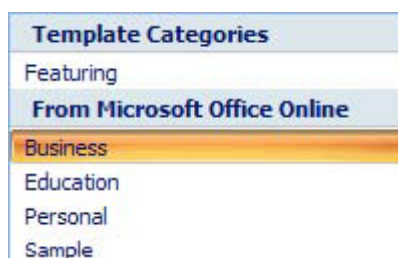 Template Categories
Featuring
From Microsoft Office Online
Business
Education
Personal
Sample